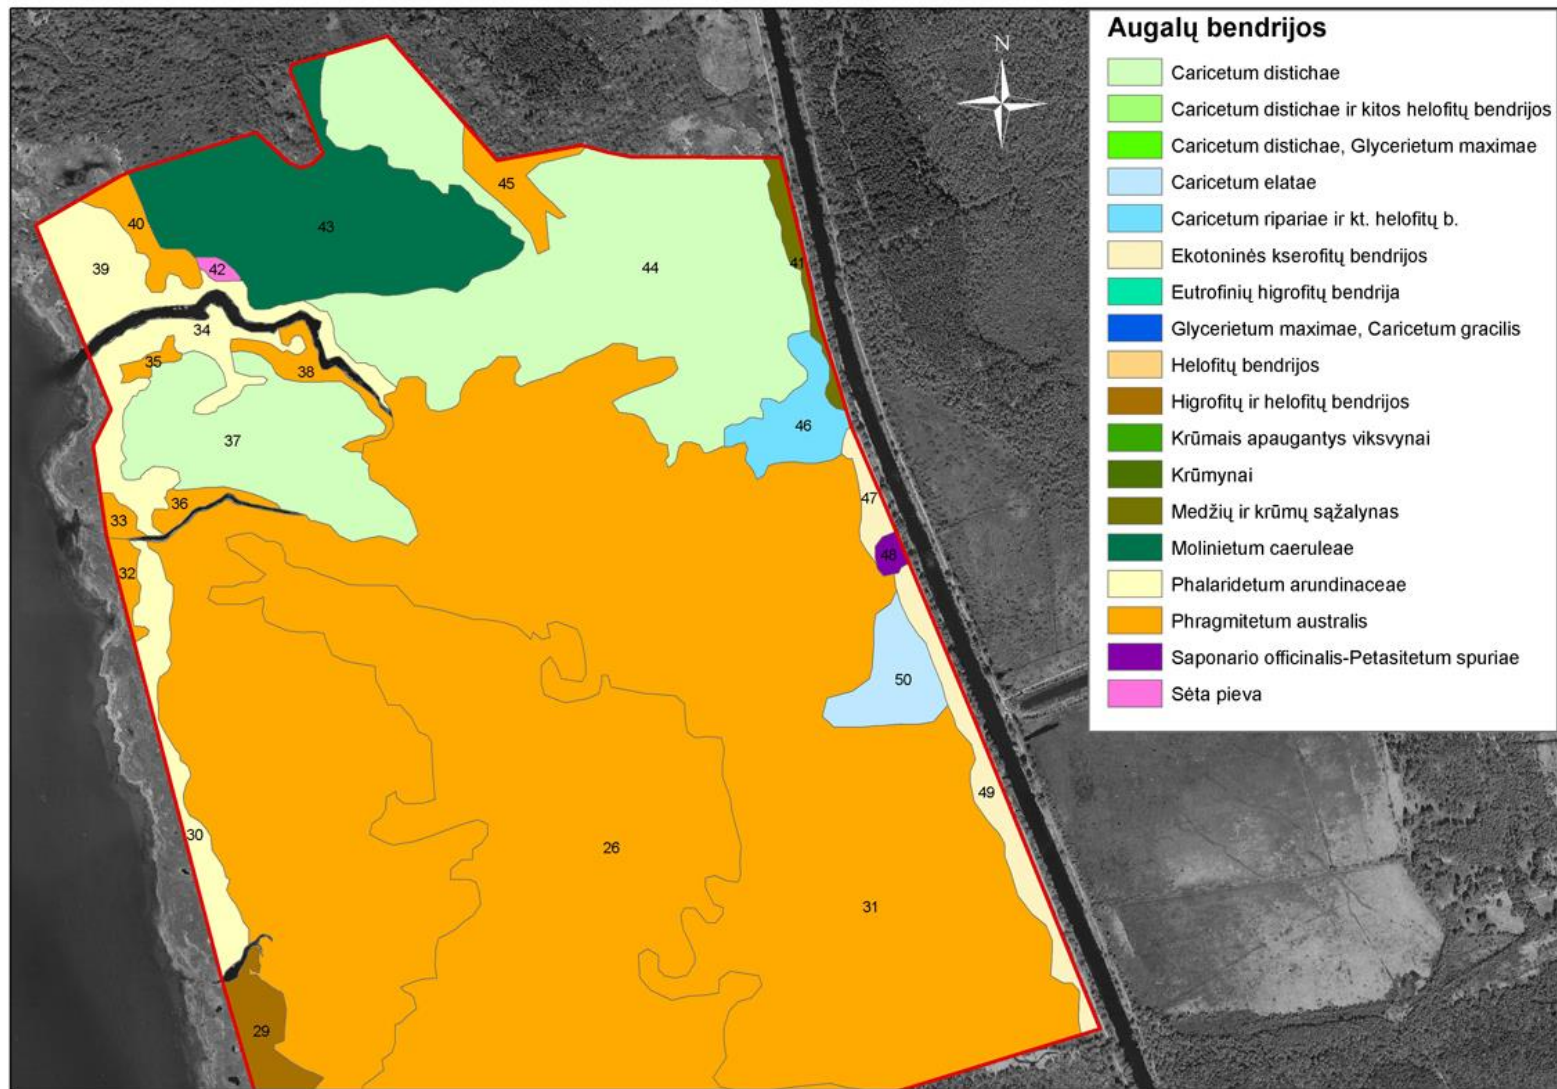 Augalų bendrijos
N
Caricetum distichae
Caricetum distichae ir kitos helofitų bendrijos
Caricetum distichae, Glycerietum maximae
Caricetum elatae
Caricetum ripariae ir kt. helofitų b.
Ekotoninės kserofitų bendrijos
Eutrofinių higrofitų bendrija
Glycerietum maximae, Caricetum gracilis
Helofitų bendrijos
Higrofitų ir helofitų bendrijos
Krūmais apaugantys viksvynai
Krūmynai
Medžių ir krūmų sąžalynas
Molinietum caeruleae
Phalaridetum arundinaceae
Phragmitetum australis
Saponario officinalis-Petasitetum spuriae
Sėta pieva
45
40
43
39
42
44
41
34
35
38
46
37
36
47
33
48
32
50
49
30
26
31
29